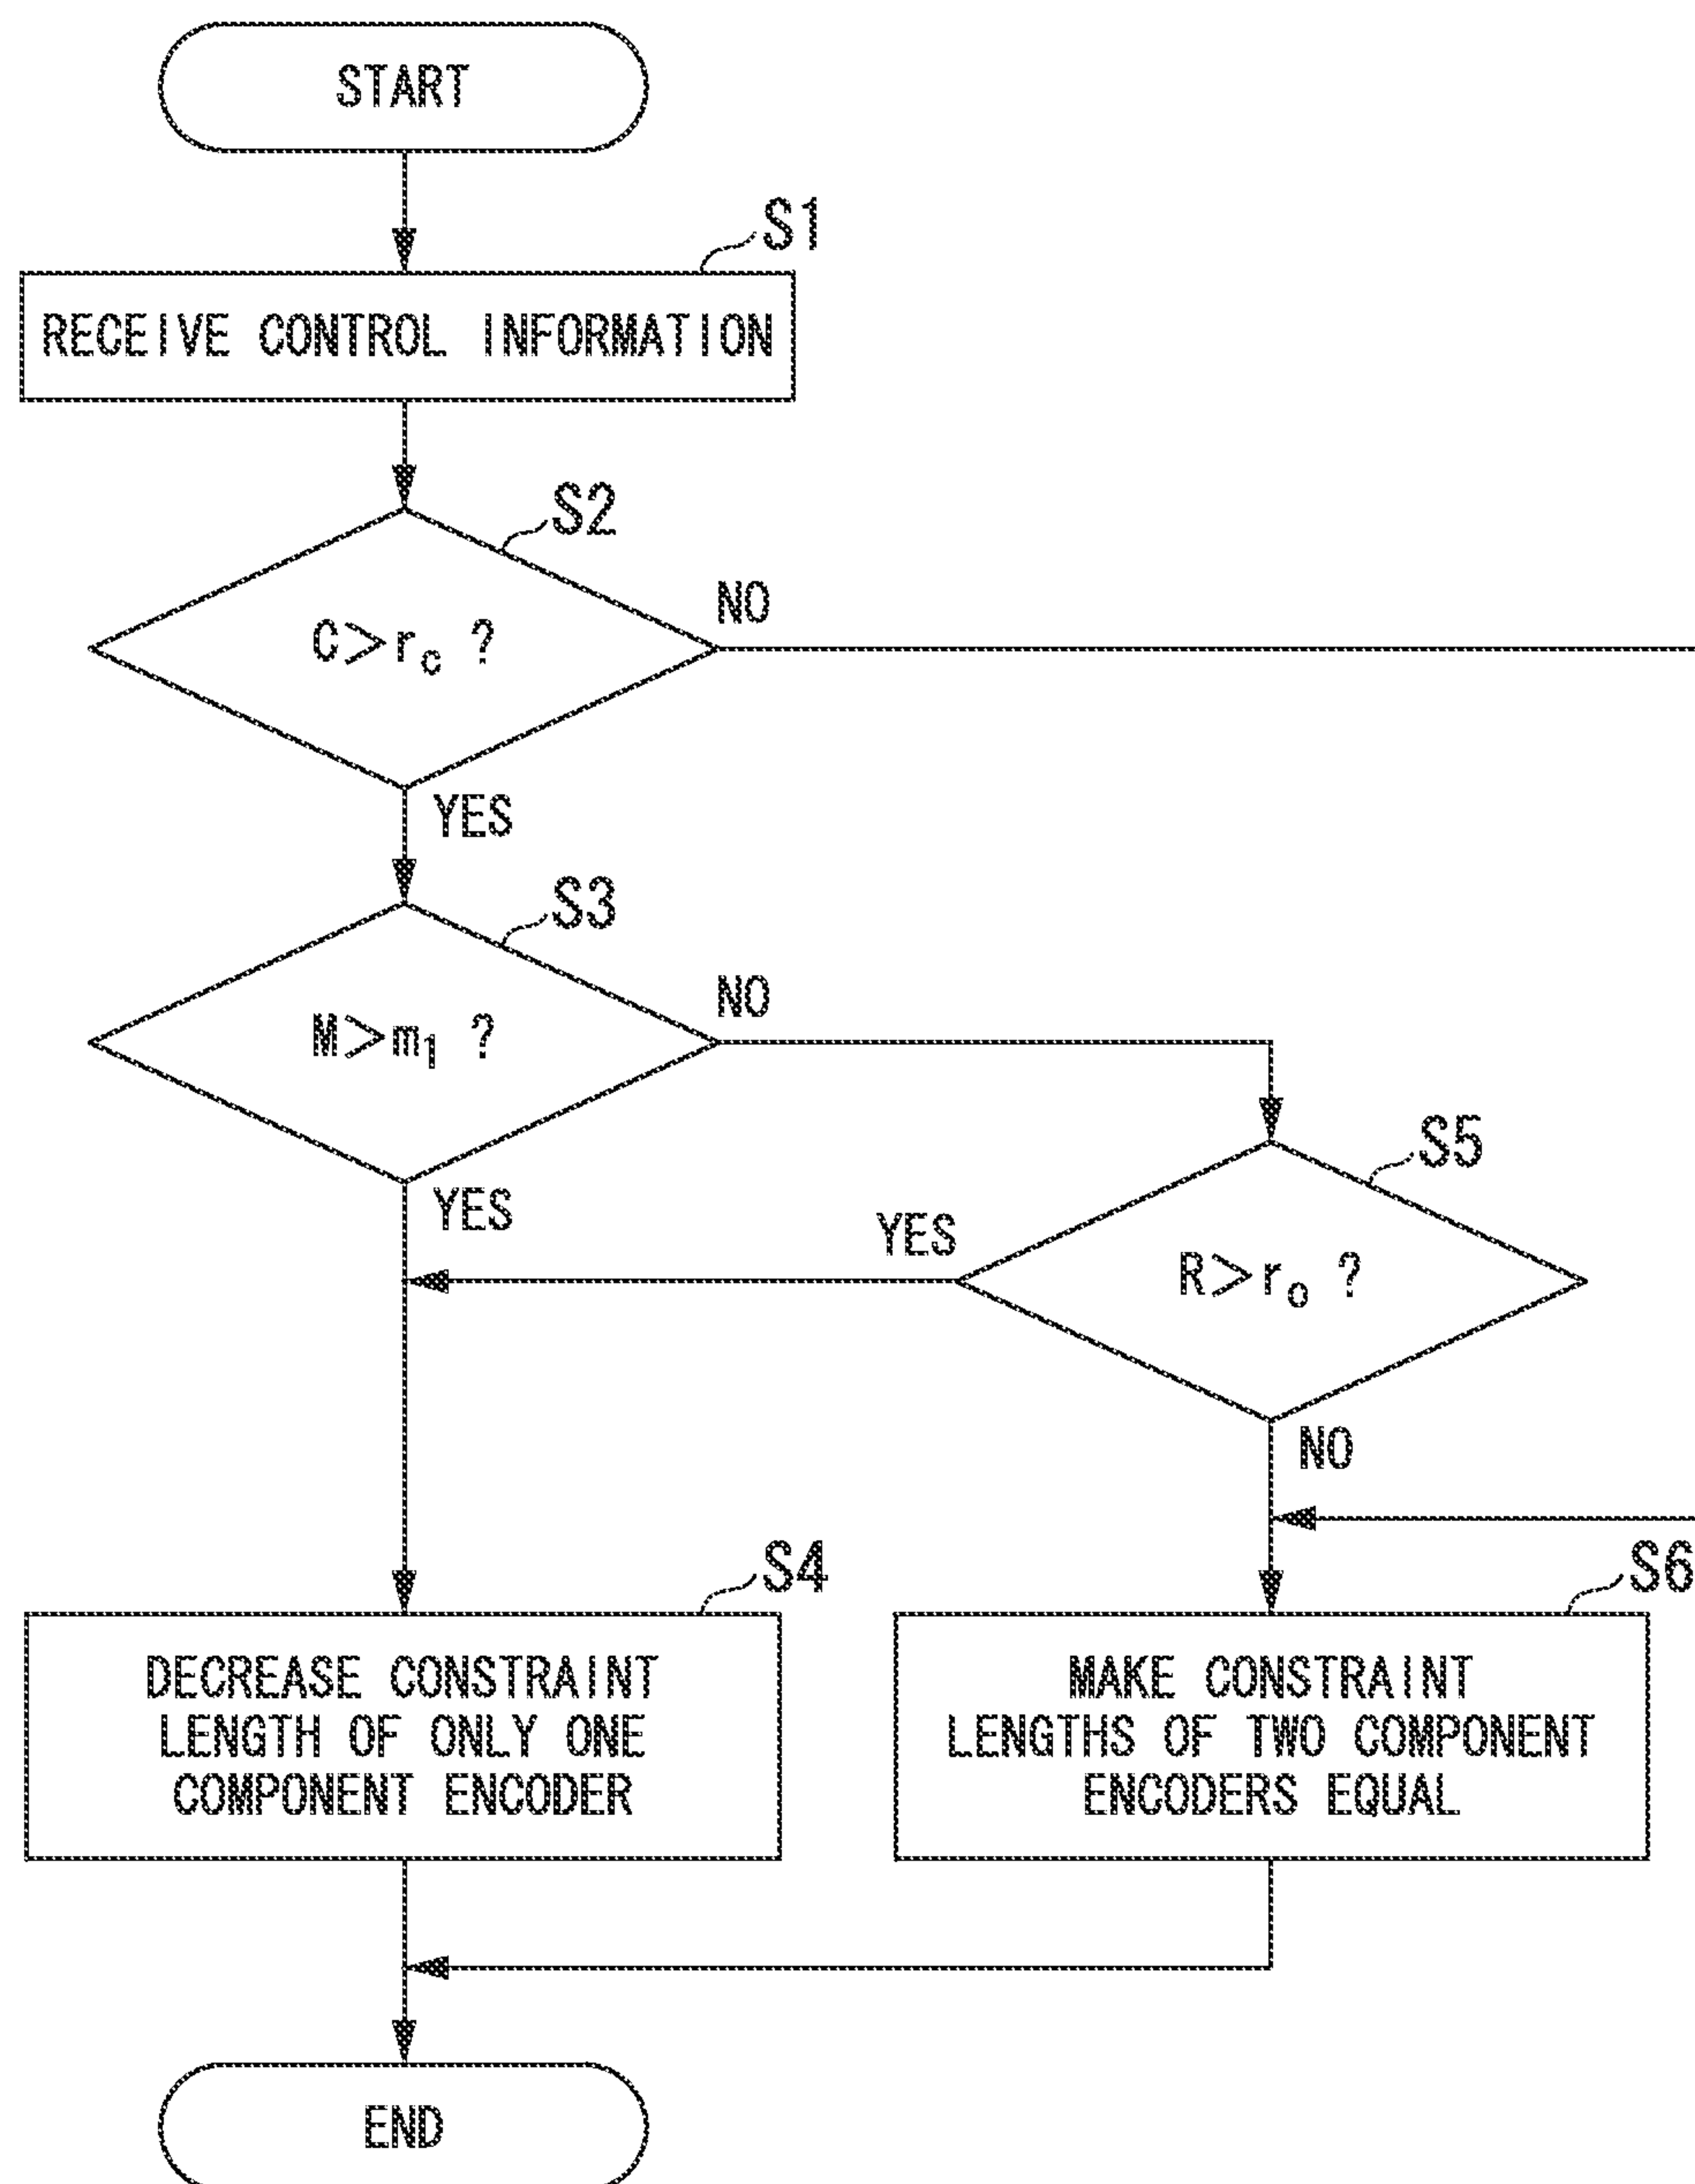 START
S1
RECEIVE CONTROL INFORMATION
S2
C>rc ?
NO
YES
S3
M>m1 ?
NO
YES
S5
YES
R>ro ?
NO
S4
DECREASE CONSTRAINT
LENGTH OF ONLY ONE
COMPONENT ENCODER
S6
MAKE CONSTRAINT
LENGTHS OF TWO COMPONENT
ENCODERS EQUAL
END